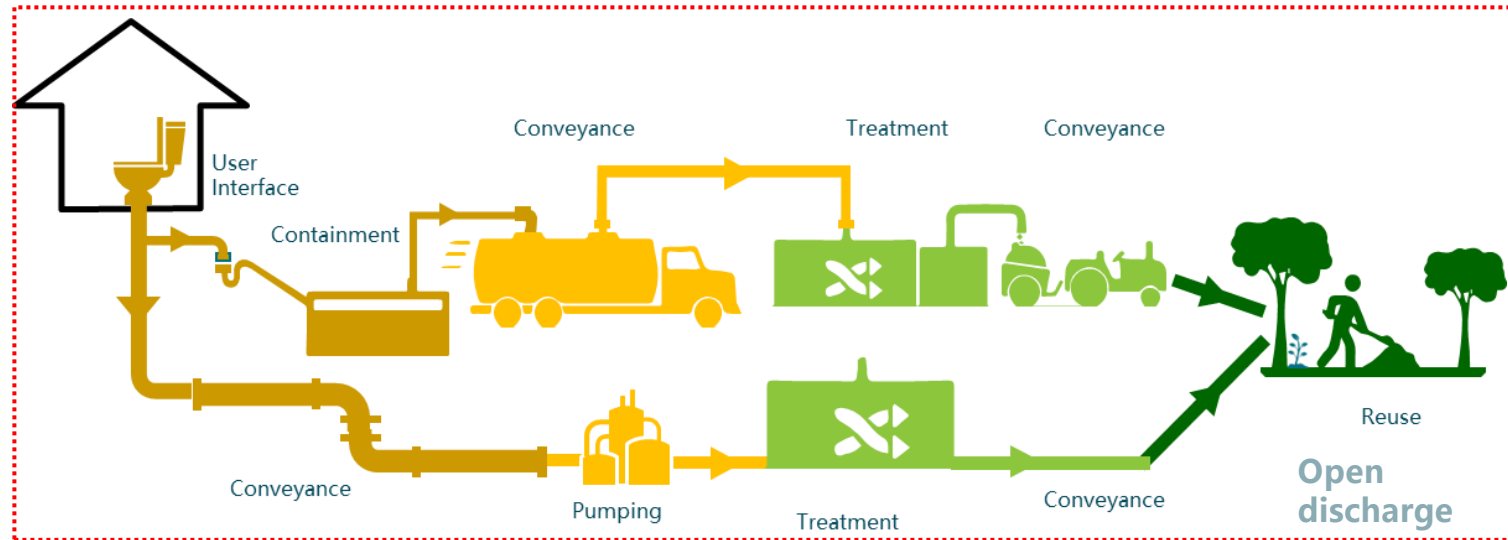 Conveyance
Treatment
Conveyance
User
Interface
Containment
Reuse
Conveyance
Pumping
Treatment
Conveyance
Open
discharge